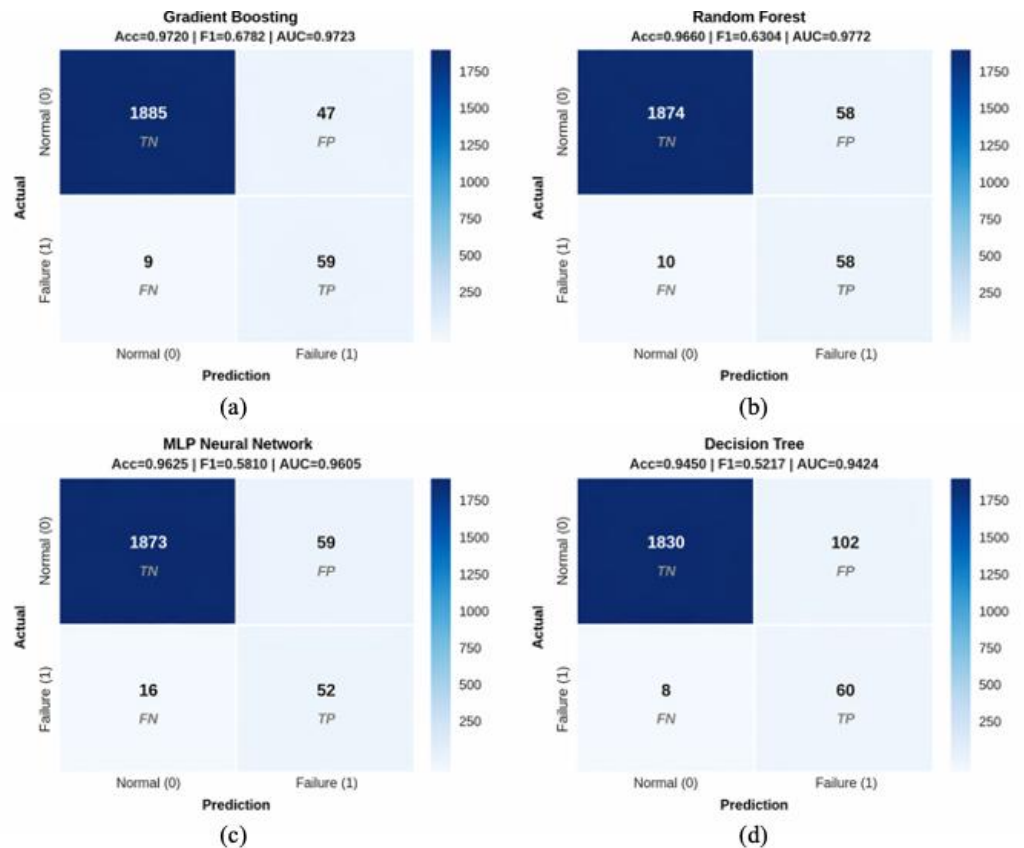 Gradient Boosting
Acc=0.9720 | F1=0.6782 | AUC=0.9723
Actual
Normal (0)
Failure (1)
1885
TN
47
FP
9
FN
59
TP
1750
1500
1250
1000
750
500
250
Normal (0)
Failure (1)
Prediction
(a)
Random Forest
Acc=0.9660 | F1=0.6304 | AUC=0.9772
Actual
Normal (0)
Failure (1)
1874
TN
58
FP
10
FN
58
TP
1750
1500
1250
1000
750
500
250
Normal (0)
Failure (1)
Prediction
(b)
MLP Neural Network
Acc=0.9625 | F1=0.5810 | AUC=0.9605
Actual
Normal (0)
Failure (1)
1873
TN
59
FP
16
FN
52
TP
1750
1500
1250
1000
750
500
250
Normal (0)
Failure (1)
Prediction
(c)
Decision Tree
Acc=0.9450 | F1=0.5217 | AUC=0.9424
Actual
Normal (0)
Failure (1)
1830
TN
102
FP
8
FN
60
TP
1750
1500
1250
1000
750
500
250
Normal (0)
Failure (1)
Prediction
(d)